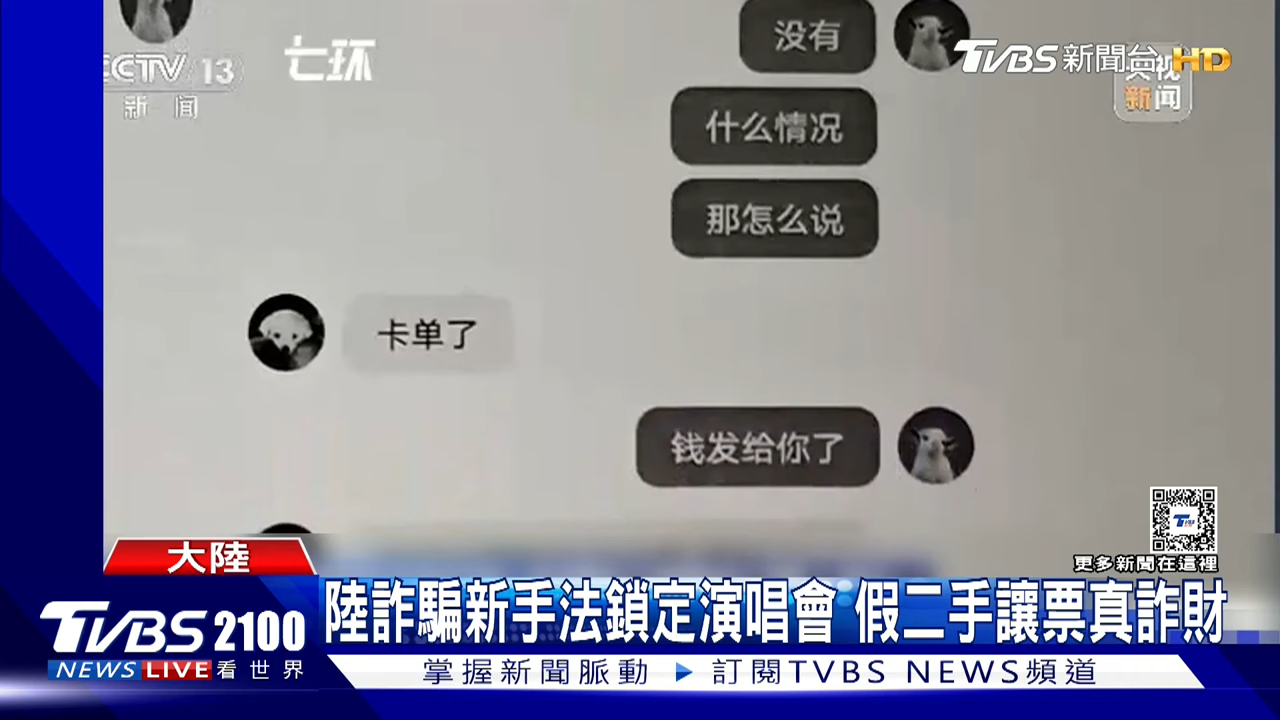 没有
TVBS新聞台 HD
CCTV 13
新闻
七环
央视
新闻
什么情况
那怎么说
卡单了
钱发给你了
更多新聞在這裡
大陸
陸詐騙新手法鎖定演唱會 假二手讓票真詐財
TVBS 2100
NEWS LIVE 看世界
掌握新聞脈動 ▶ 訂閱TVBS NEWS頻道